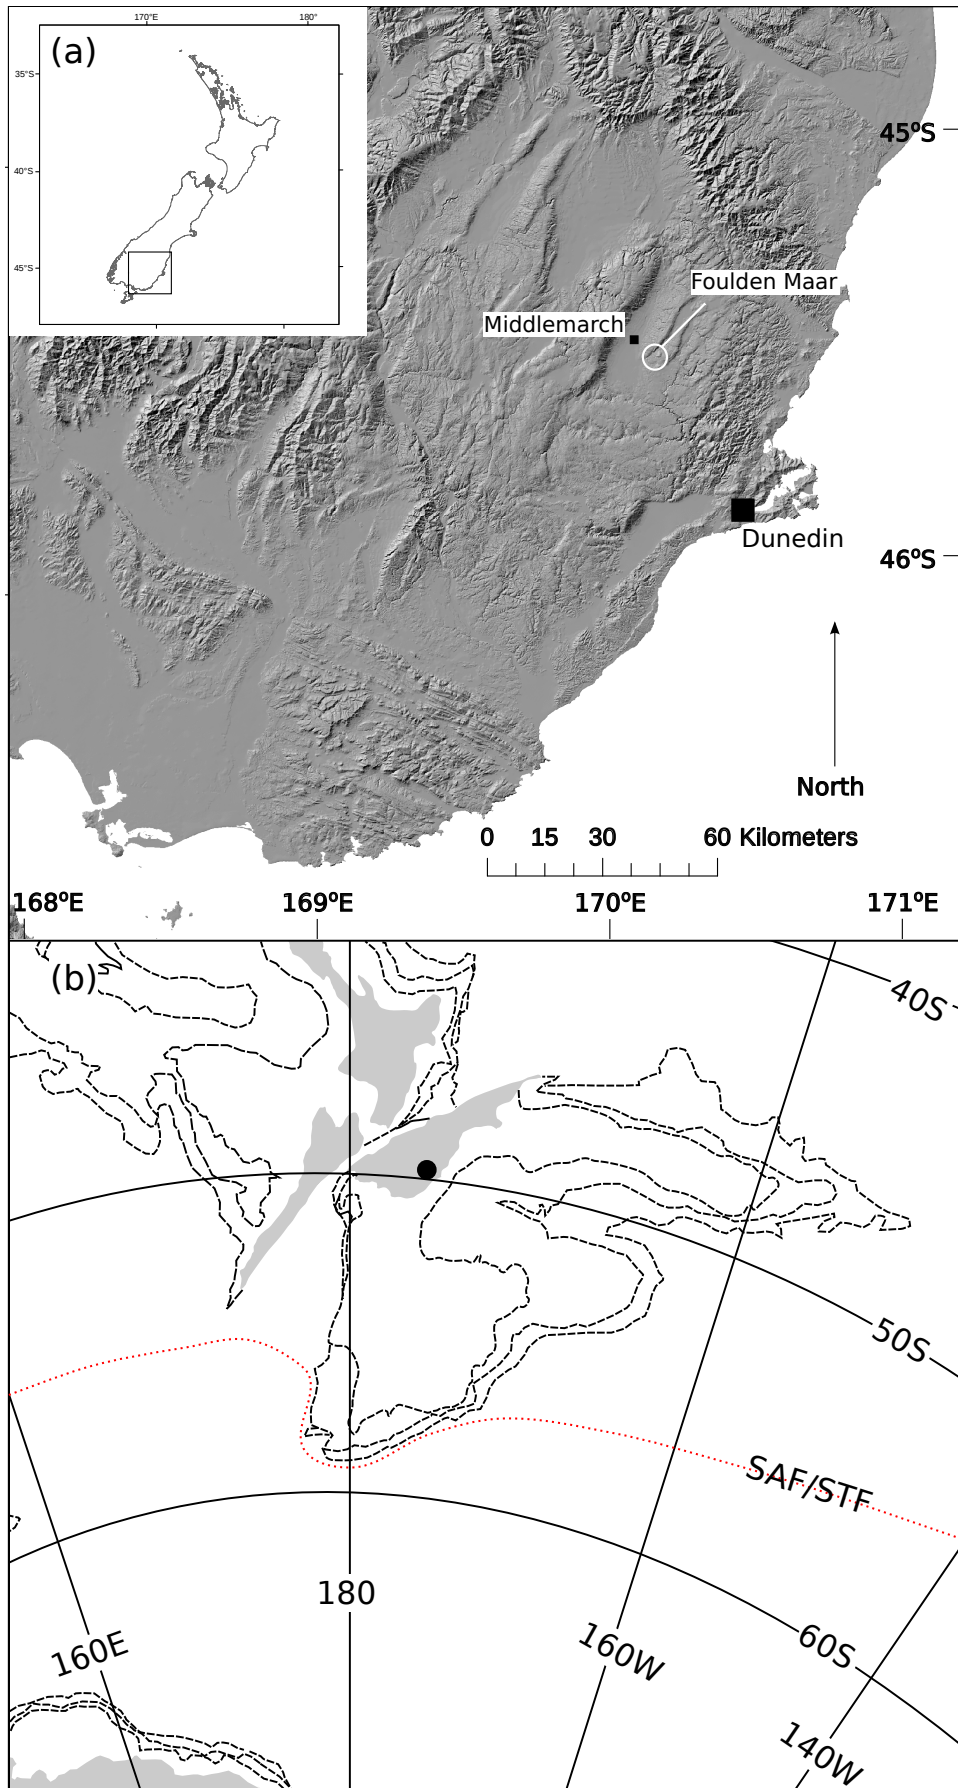 170°
180°
(a)
35°S
40°S
45°S
45ºS
Foulden Maar
Middlemarch
Dunedin
46ºS
North
0 15 30 60 Kilometers
168ºE 169ºE 170ºE 171ºE
(b)
40S
50S
SAF/STF
180
160E
160W
60S
140W